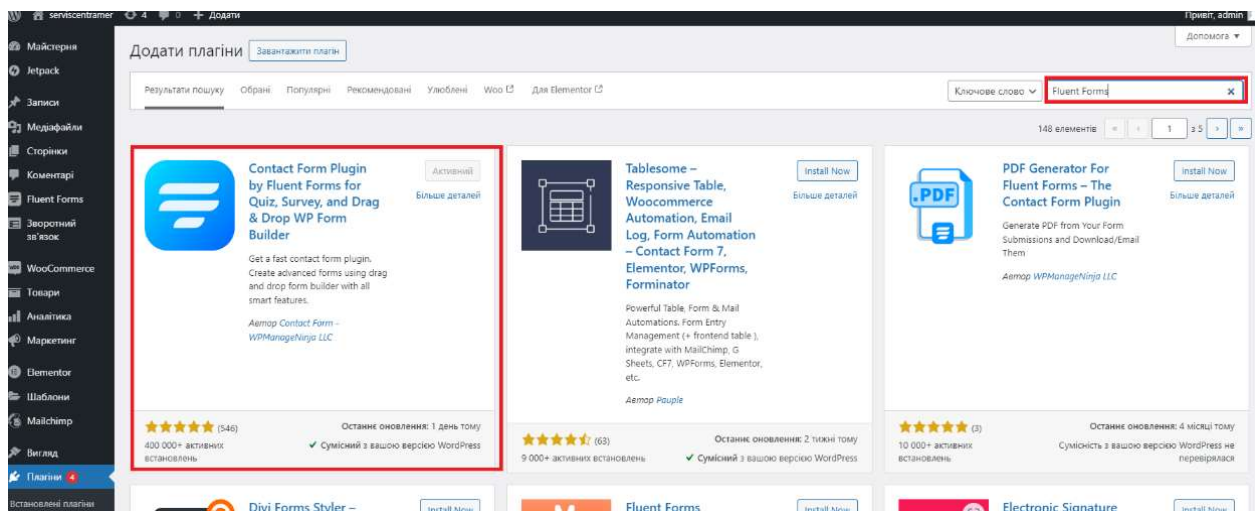 serviscentramer 4 0 + Додати Привіт, admin
Допомога ▼
Майстерня
Jetpack
Записи
Медіафайли
Сторінки
Коментарі
Fluent Forms
Зворотний
зв'язок
WooCommerce
Товари
Аналітика
Маркетинг
Elementor
Шаблони
Mailchimp
Вигляд
Плагіни 4
Встановлені плагіни
Додати плагіни Завантажити плагін
Результати пошуку Обрані Популярні Рекомендовані Улюблені Woo Для Elementor
Ключове слово Fluent Forms ×
148 елементів « ‹ 1 з 5 › »
Contact Form Plugin
by Fluent Forms for
Quiz, Survey, and Drag
& Drop WP Form
Builder
Активний
Більше деталей
Get a fast contact form plugin.
Create advanced forms using drag
and drop form builder with all
smart features.
Автор Contact Form –
WPManageNinja LLC
(546)
400 000+ активних
встановлень
Останнє оновлення: 1 день тому
✔ Сумісний з вашою версією WordPress
Tablesome –
Responsive Table,
Woocommerce
Automation, Email
Log, Form Automation
– Contact Form 7,
Elementor, WPForms,
Forminator
Install Now
Більше деталей
Powerful Table, Form & Mail
Automations. Form Entry
Management (+ frontend table ),
integrate with MailChimp, G
Sheets, CF7, WPForms, Elementor,
etc.
Автор Pauple
(63)
9 000+ активних встановлень
Останнє оновлення: 2 тижні тому
✔ Сумісний з вашою версією WordPress
.PDF
PDF Generator For
Fluent Forms – The
Contact Form Plugin
Install Now
Більше деталей
Generate PDF from Your Form
Submissions and Download/Email
Them
Автор WPManageNinja LLC
(3)
10 000+ активних
встановлень
Останнє оновлення: 4 місяці тому
Сумісність з вашою версією WordPress не
перевірялася
Divi Forms Styler – Install Now
Fluent Forms Install Now
Electronic Signature Install Now